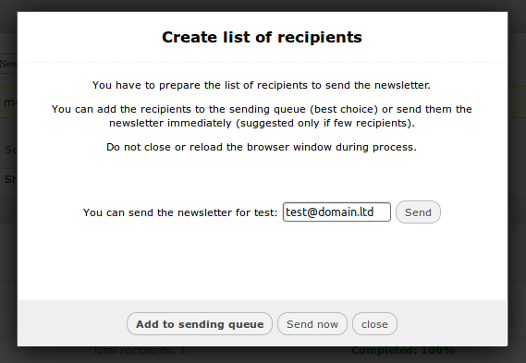 Create list of recipients
You have to prepare the list of recipients to send the newsletter.
You can add the recipients to the sending queue (best choice) or send them the
newsletter immediately (suggested only if few recipients).
Do not close or reload the browser window during process.
You can send the newsletter for test: test@domain.ltd Send
Add to sending queue Send now close
Total recipients: 1 Completed: 100%